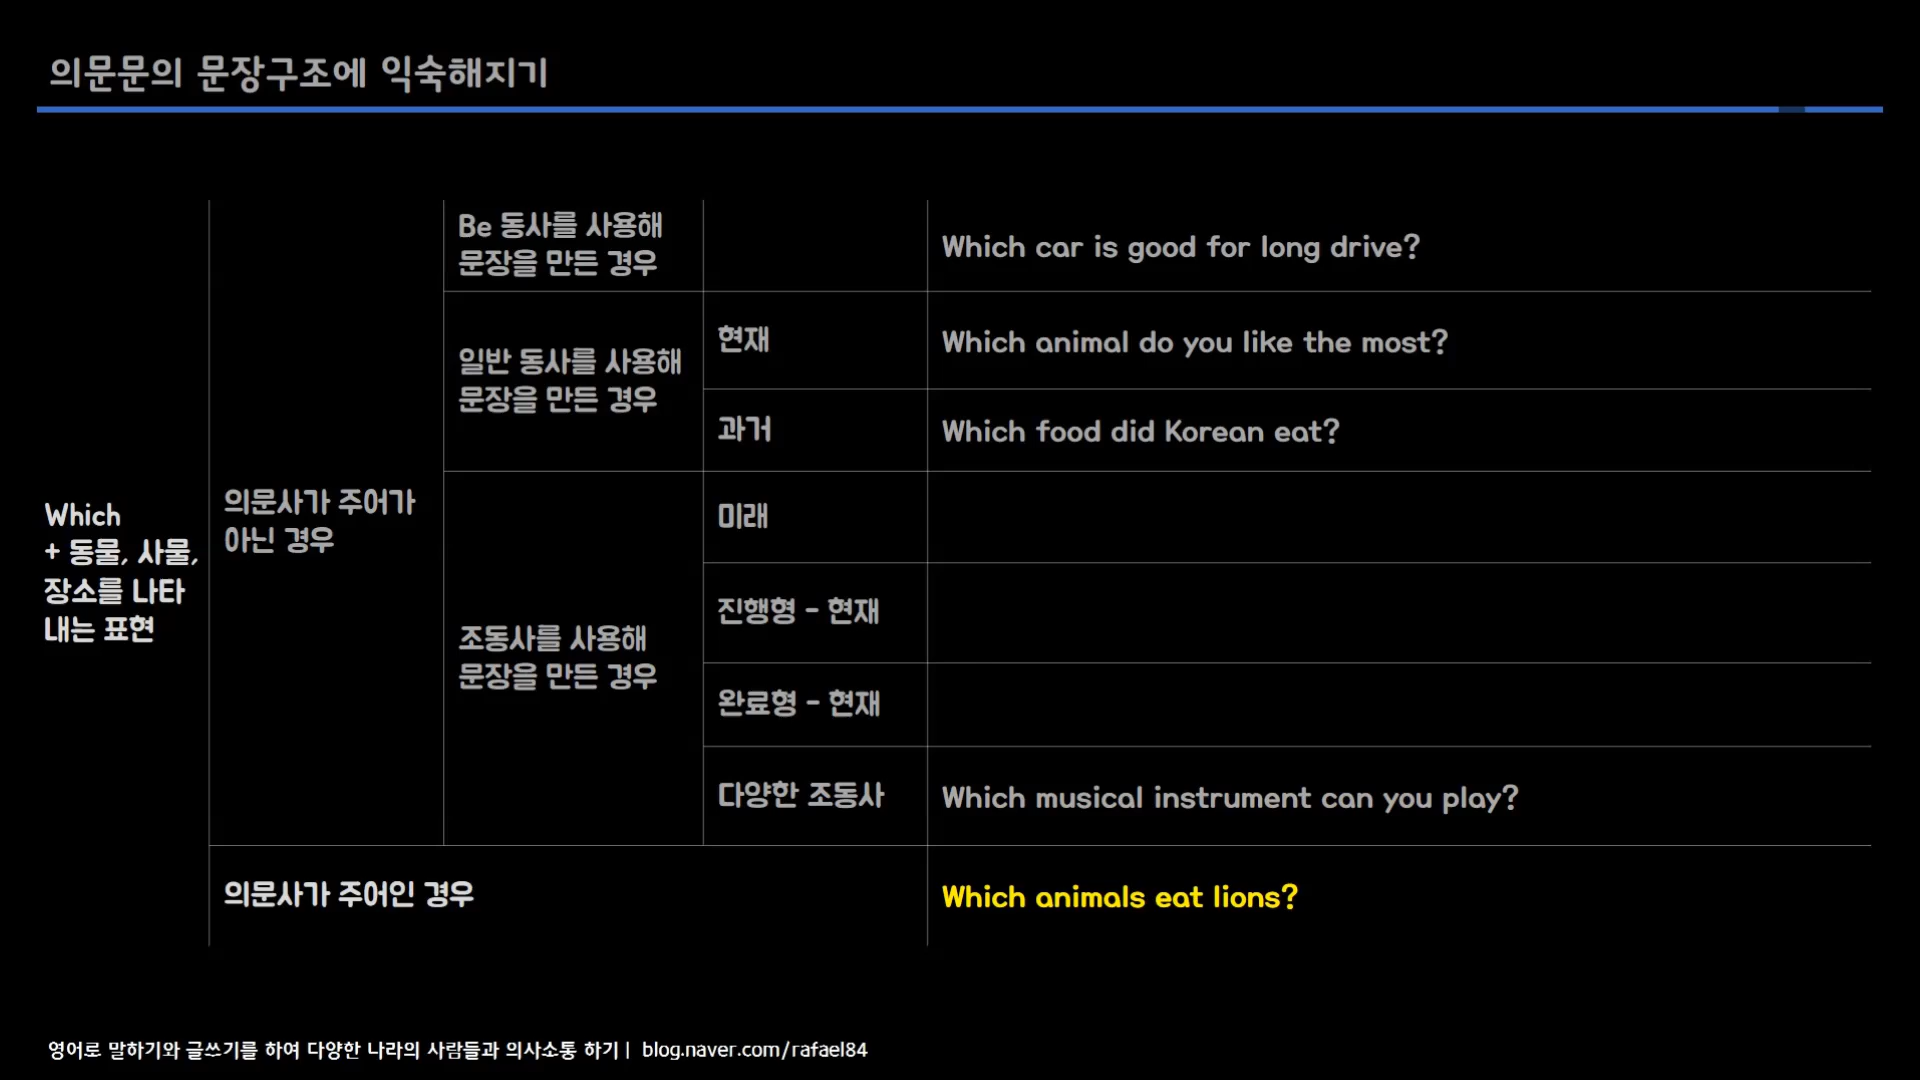 의문문의 문장구조에 익숙해지기
Which
+ 동물, 사물,
장소를 나타
내는 표현
의문사가 주어가
아닌 경우
Be 동사를 사용해
문장을 만든 경우
Which car is good for long drive?
일반 동사를 사용해
문장을 만든 경우
현재
Which animal do you like the most?
과거
Which food did Korean eat?
조동사를 사용해
문장을 만든 경우
미래
진행형 - 현재
완료형 - 현재
다양한 조동사
Which musical instrument can you play?
의문사가 주어인 경우
Which animals eat lions?
영어로 말하기와 글쓰기를 하여 다양한 나라의 사람들과 의사소통 하기 | blog.naver.com/rafael84